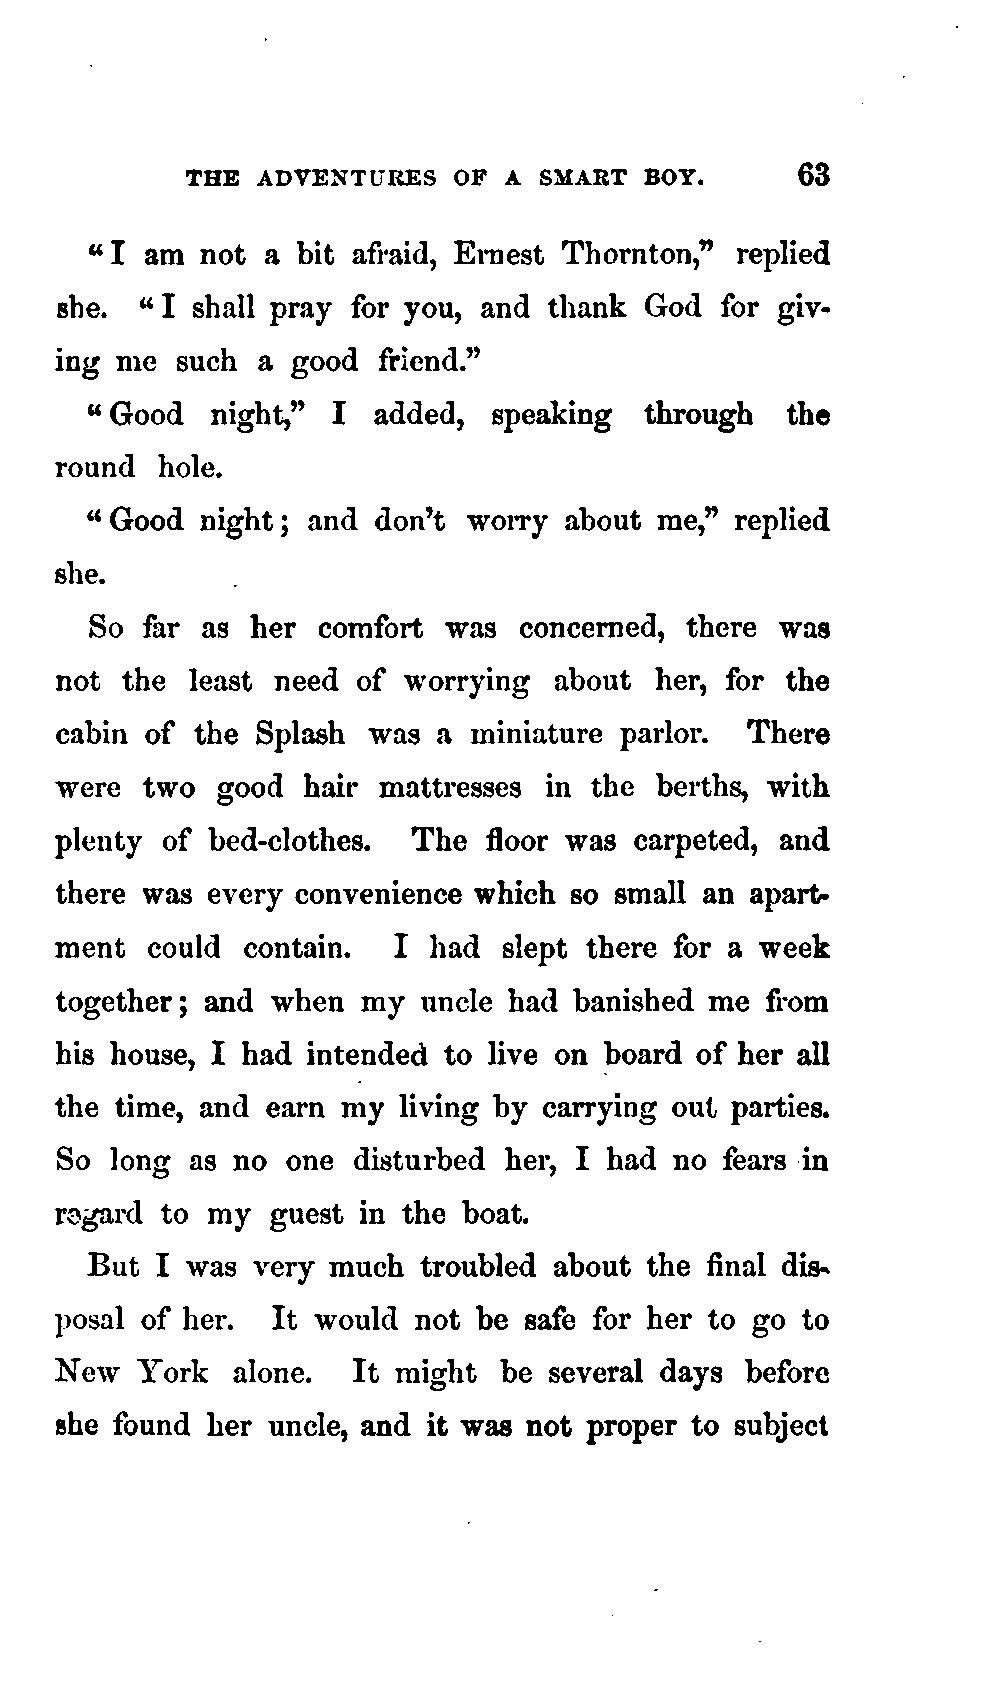 THE ADVENTURES OF A SMART BOY. 63
“I am not a bit afraid, Ernest Thornton,” replied
she. “I shall pray for you, and thank God for giv-
ing me such a good friend.”
“Good night,” I added, speaking through the
round hole.
“Good night; and don’t worry about me,” replied
she.
So far as her comfort was concerned, there was
not the least need of worrying about her, for the
cabin of the Splash was a miniature parlor. There
were two good hair mattresses in the berths, with
plenty of bed-clothes. The floor was carpeted, and
there was every convenience which so small an apart-
ment could contain. I had slept there for a week
together; and when my uncle had banished me from
his house, I had intended to live on board of her all
the time, and earn my living by carrying out parties.
So long as no one disturbed her, I had no fears in
regard to my guest in the boat.
But I was very much troubled about the final dis-
posal of her. It would not be safe for her to go to
New York alone. It might be several days before
she found her uncle, and it was not proper to subject